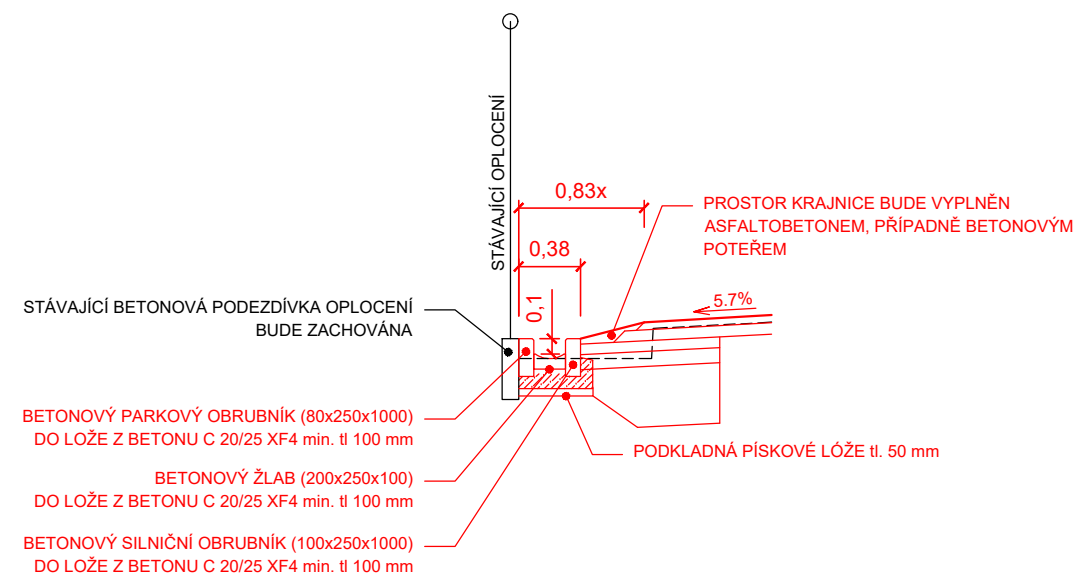 STÁVAJÍCÍ OPLOCENÍ
0,83x
PROSTOR KRAJNICE BUDE VYPLNĚN
ASFALTOBETONEM, PŘÍPADNĚ BETONOVÝM
POTĚREM
0,38
0,1
5.7%
STÁVAJÍCÍ BETONOVÁ PODEZDÍVKA OPLOCENÍ
BUDE ZACHOVÁNA
BETONOVÝ PARKOVÝ OBRUBNÍK (80x250x1000)
DO LOŽE Z BETONU C 20/25 XF4 min. tl 100 mm
PODKLADNÁ PÍSKOVÉ LÓŽE tl. 50 mm
BETONOVÝ ŽLAB (200x250x100)
DO LOŽE Z BETONU C 20/25 XF4 min. tl 100 mm
BETONOVÝ SILNIČNÍ OBRUBNÍK (100x250x1000)
DO LOŽE Z BETONU C 20/25 XF4 min. tl 100 mm